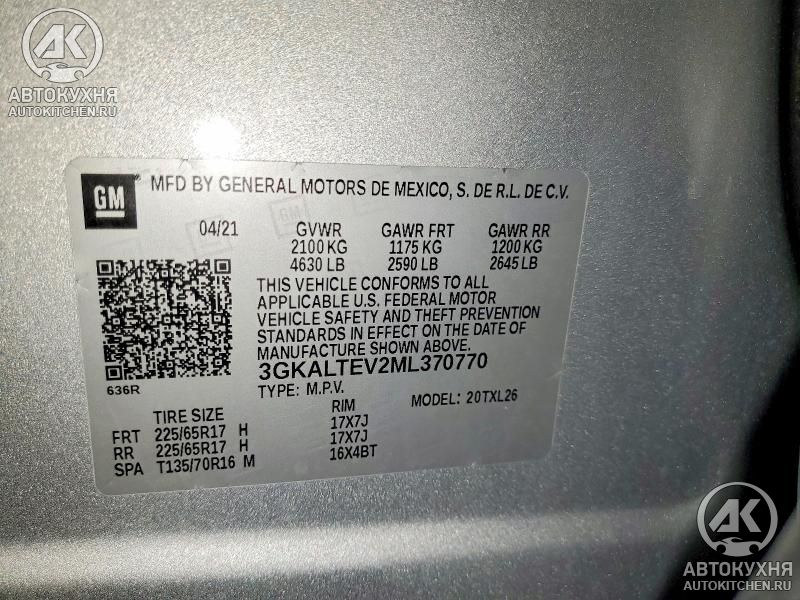 AK
АВТОКУХНЯ
AUTOKITCHEN.RU
GM MFD BY GENERAL MOTORS DE MEXICO, S. DE R.L. DE C.V.
04/21 GVWR GAWR FRT GAWR RR
2100 KG 1175 KG 1200 KG
4630 LB 2590 LB 2645 LB
THIS VEHICLE CONFORMS TO ALL
APPLICABLE U.S. FEDERAL MOTOR
VEHICLE SAFETY AND THEFT PREVENTION
STANDARDS IN EFFECT ON THE DATE OF
MANUFACTURE SHOWN ABOVE.
3GKALTEV2ML370770
636R
TYPE: M.P.V. MODEL: 20TXL26
TIRE SIZE RIM
FRT 225/65R17 H 17X7J
RR 225/65R17 H 17X7J
SPA T135/70R16 M 16X4BT
AK
АВТОКУХНЯ
AUTOKITCHEN.RU